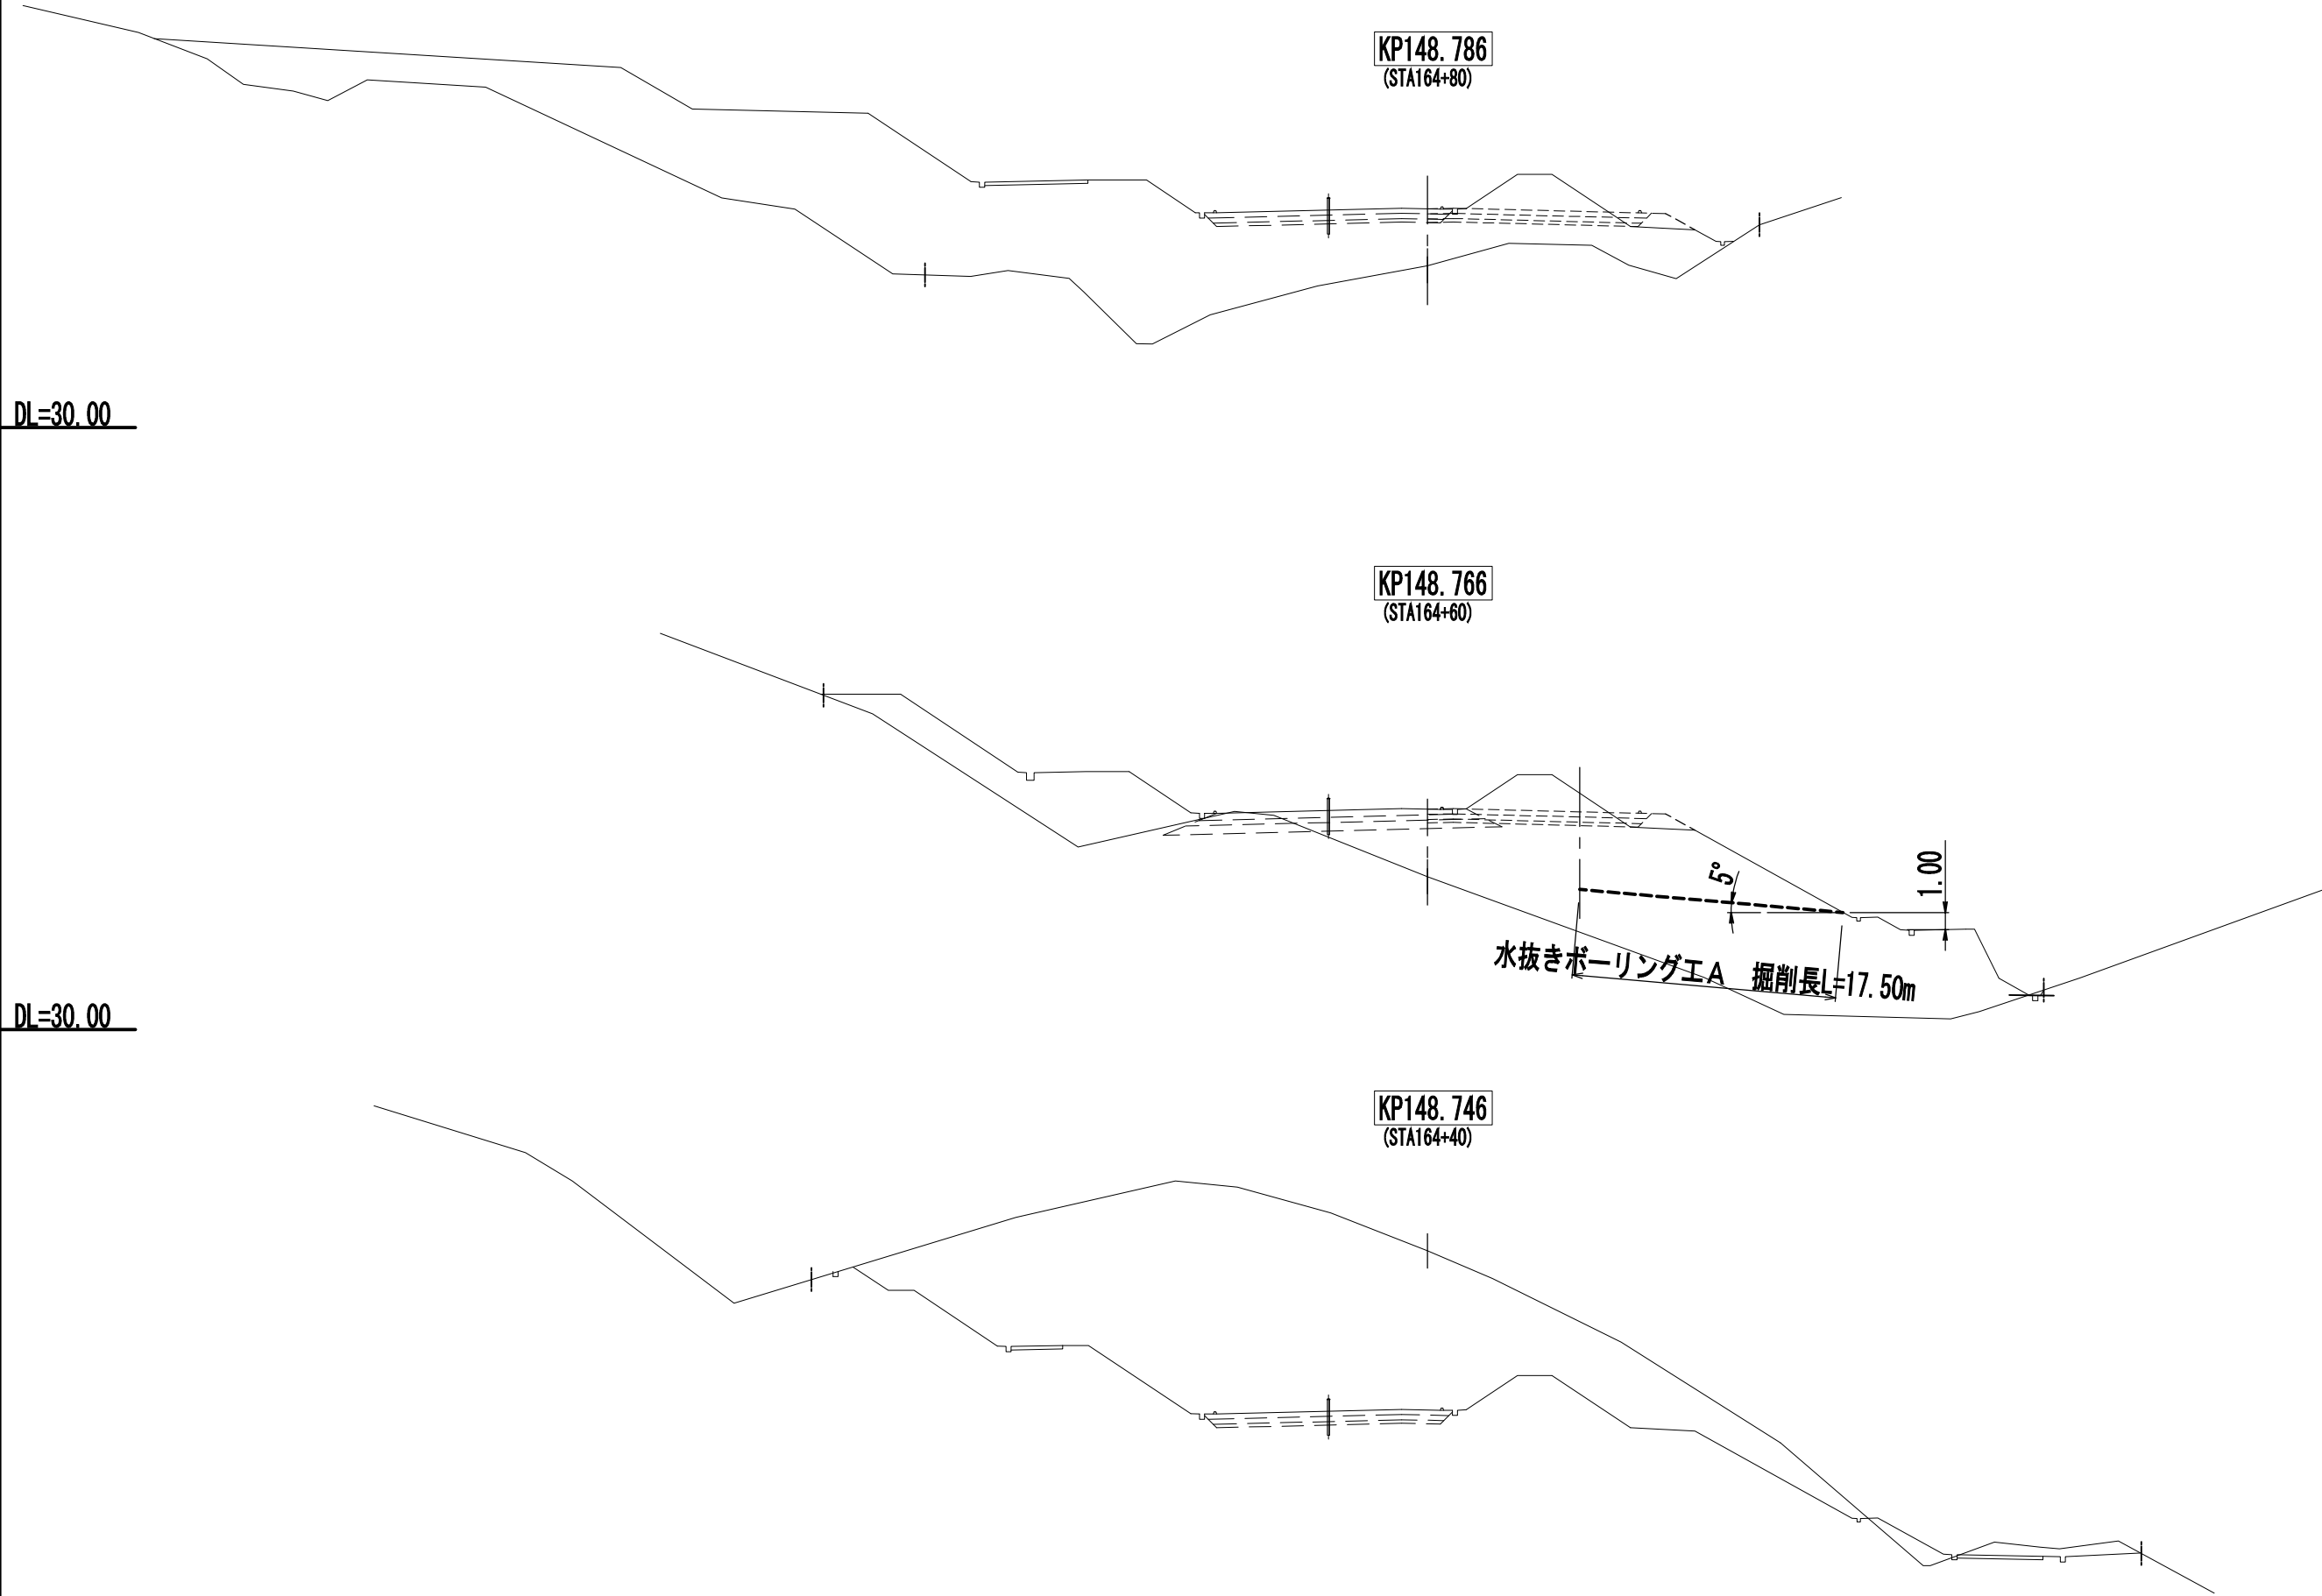 KP148.786
(STA164+80)
DL=30.00
KP148.766
(STA164+60)
5°
1.00
水抜きボーリング工A 掘削長L=17.50m
DL=30.00
KP148.746
(STA164+40)